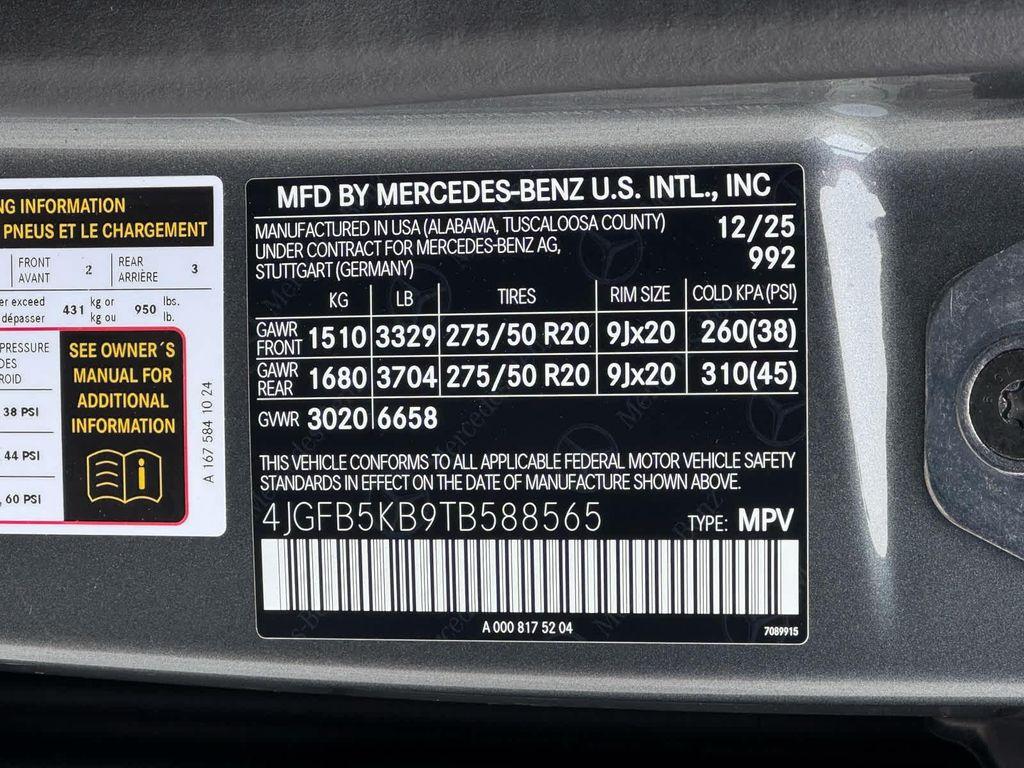 NG INFORMATION
PNEUS ET LE CHARGEMENT
FRONT
AVANT
2
REAR
ARRIÈRE
3
er exceed
dépasser
431
kg or
kg ou
950
lbs.
lb.
PRESSURE
DES
ROID
38 PSI
44 PSI
60 PSI
SEE OWNER´S
MANUAL FOR
ADDITIONAL
INFORMATION
A 167 584 10 24
MFD BY MERCEDES-BENZ U.S. INTL., INC
MANUFACTURED IN USA (ALABAMA, TUSCALOOSA COUNTY) 12/25
UNDER CONTRACT FOR MERCEDES-BENZ AG, 992
STUTTGART (GERMANY)
KG LB TIRES RIM SIZE COLD KPA (PSI)
GAWR FRONT 1510 3329 275/50 R20 9Jx20 260(38)
GAWR REAR 1680 3704 275/50 R20 9Jx20 310(45)
GVWR 3020 6658
THIS VEHICLE CONFORMS TO ALL APPLICABLE FEDERAL MOTOR VEHICLE SAFETY
STANDARDS IN EFFECT ON THE DATE OF MANUFACTURE SHOWN ABOVE.
4JGFB5KB9TB588565 TYPE: MPV
A 000 817 52 04 7089915